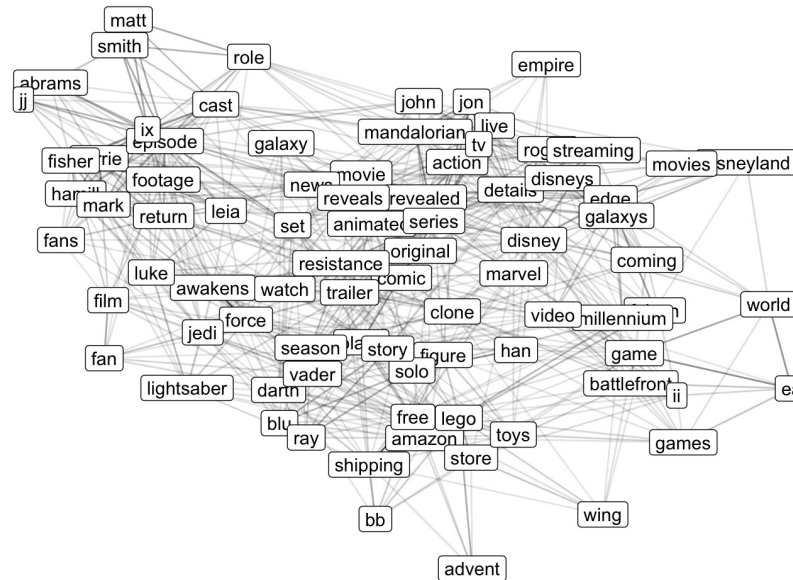 matt
smith
role
empire
abrams
jj
cast
john
jon
live
ix
episode
galaxy
mandalorian
tv
streaming
fisher
rrie
action
movies
sneyland
footage
movie
news
details
disneys
hamill
mark
reveals
revealed
edge
return
leia
set
animated
series
galaxys
fans
original
disney
coming
resistance
luke
awakens
watch
trailer
comic
marvel
film
force
clone
video
millennium
world
jedi
fan
season
story
figure
han
game
vader
solo
lightsaber
darth
battlefront
ii
ea
blu
ray
free
lego
amazon
toys
games
shipping
store
bb
wing
advent